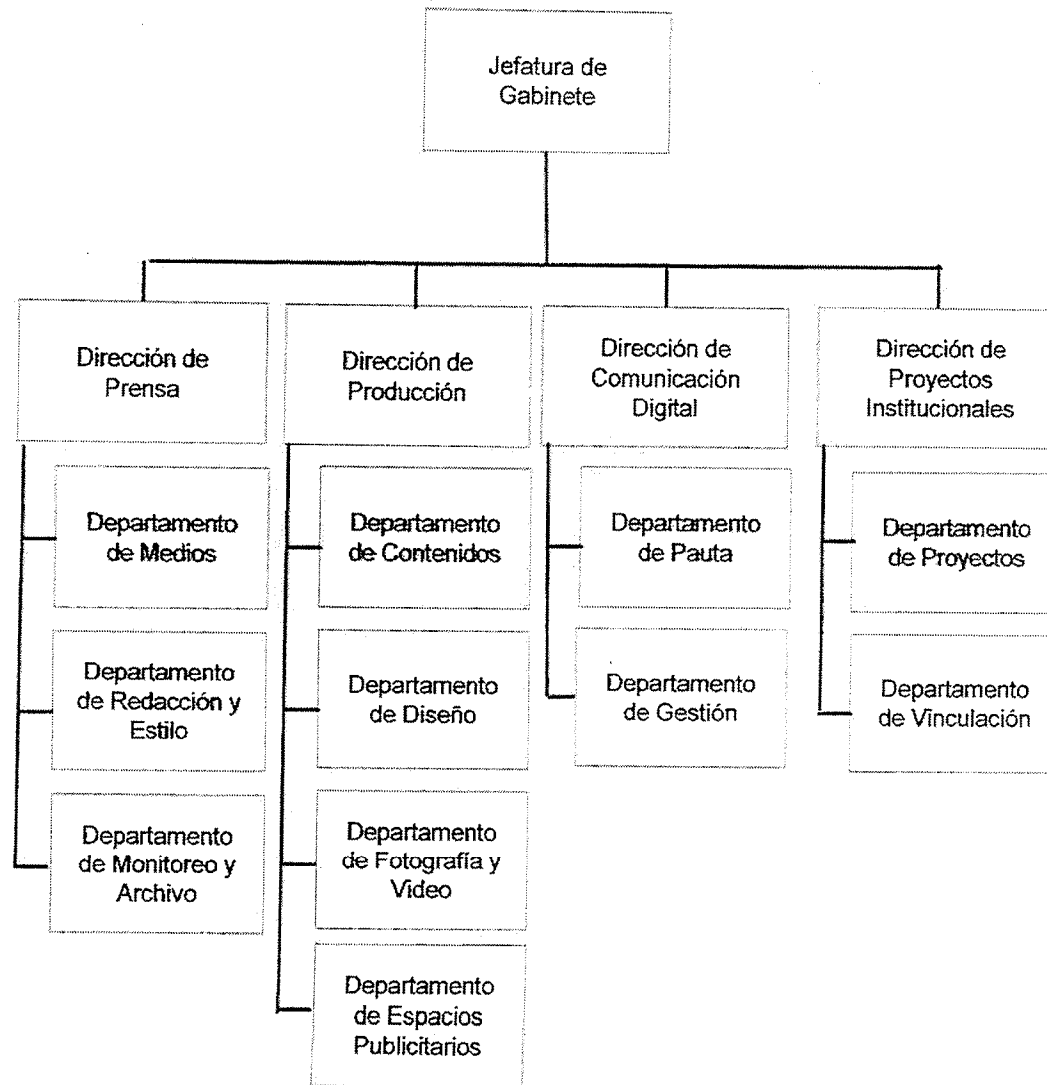 Jefatura de
Gabinete
Dirección de
Prensa
Departamento
de Medios
Departamento
de Redacción y
Estilo
Departamento
de Monitoreo y
Archivo
Dirección de
Producción
Departamento
de Contenidos
Departamento
de Diseño
Departamento
de Fotografía y
Video
Departamento
de Espacios
Publicitarios
Dirección de
Comunicación
Digital
Departamento
de Pauta
Departamento
de Gestión
Dirección de
Proyectos
Institucionales
Departamento
de Proyectos
Departamento
de Vinculación